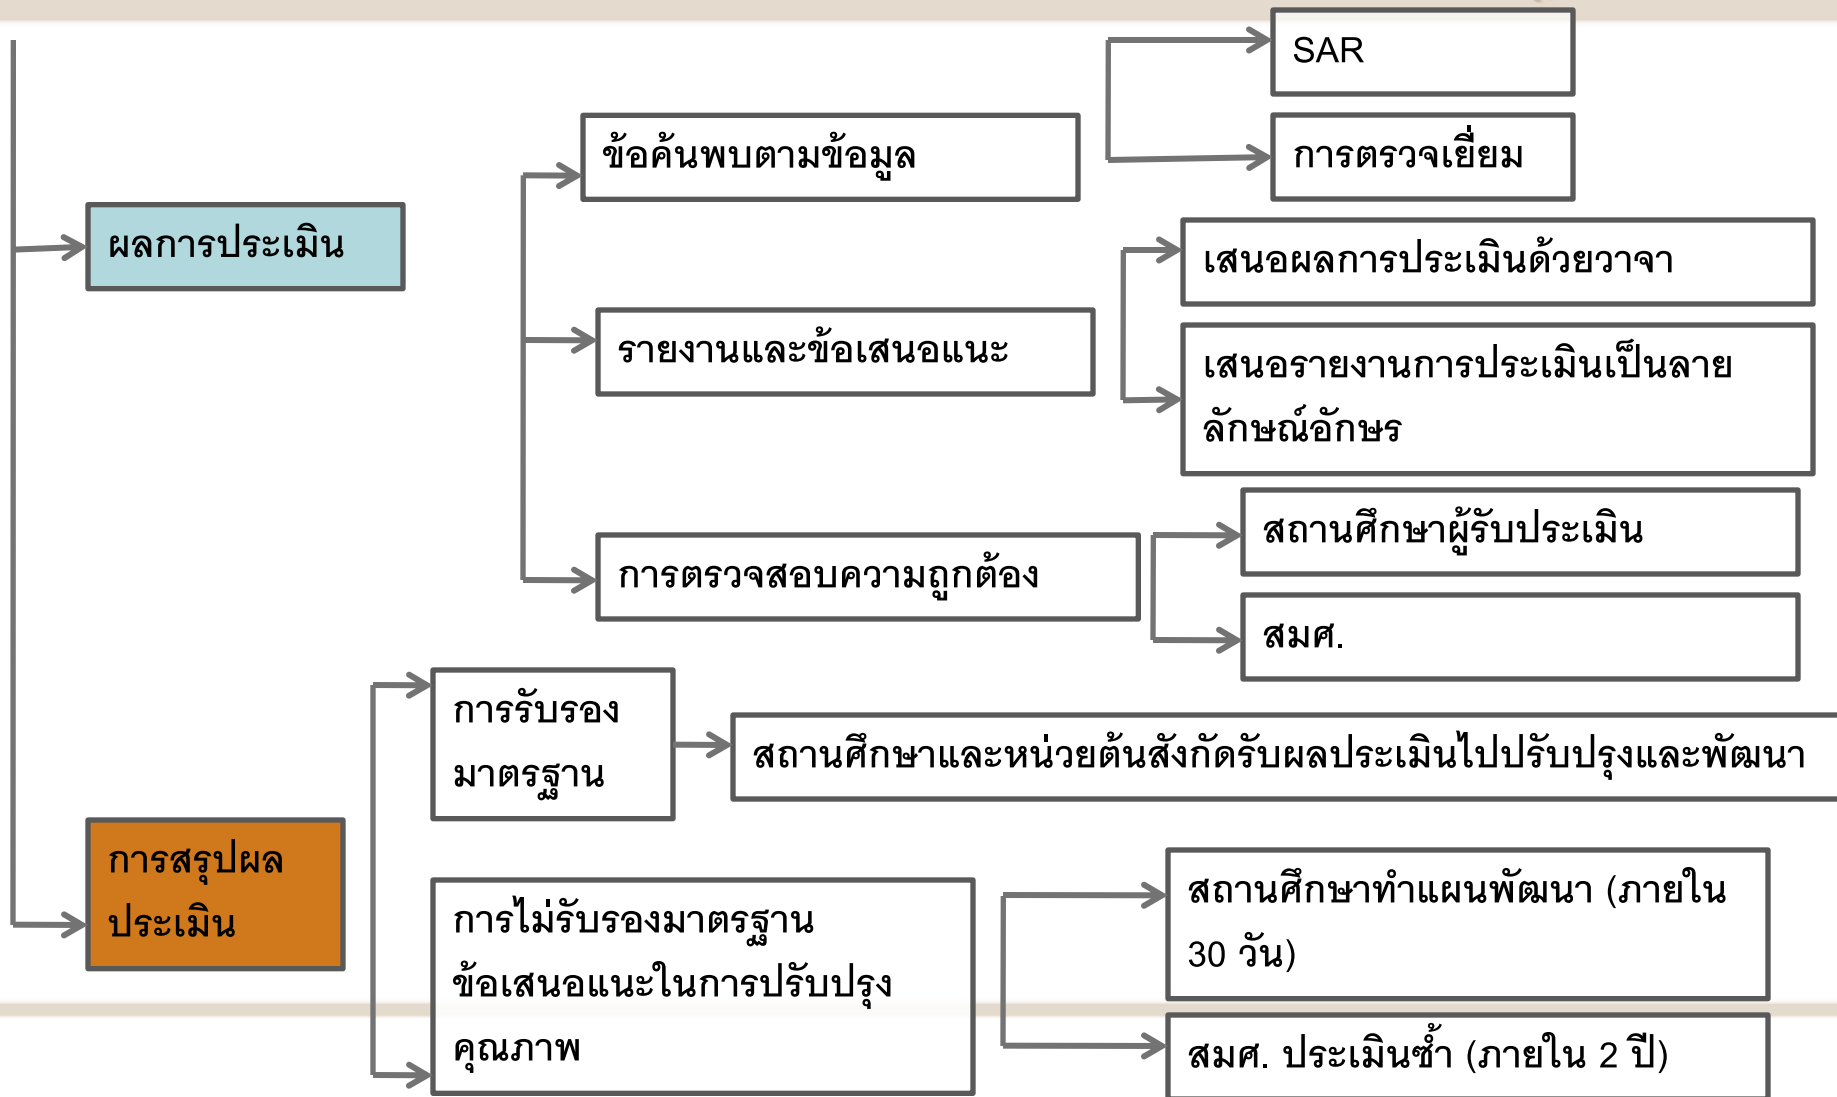 SAR
ข้อค้นพบตามข้อมูล
การตรวจเยี่ยม
ผลการประเมิน
เสนอผลการประเมินด้วยวาจา
รายงานและข้อเสนอแนะ
เสนอรายงานการประเมินเป็นลาย
ลักษณ์อักษร
สถานศึกษาผู้รับประเมิน
การตรวจสอบความถูกต้อง
สมศ.
การรับรอง
มาตรฐาน
สถานศึกษาและหน่วยต้นสังกัดรับผลประเมินไปปรับปรุงและพัฒนา
การสรุปผล
ประเมิน
การไม่รับรองมาตรฐาน
ข้อเสนอแนะในการปรับปรุง
คุณภาพ
สถานศึกษาทำแผนพัฒนา (ภายใน
30 วัน)
สมศ. ประเมินซ้ำ (ภายใน 2 ปี)